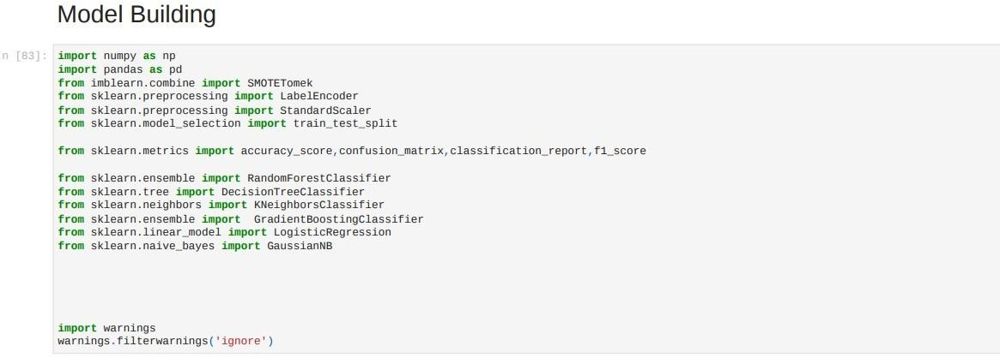 Model Building
n [83]:
import numpy as np
import pandas as pd
from imblearn.combine import SMOTETomek
from sklearn.preprocessing import LabelEncoder
from sklearn.preprocessing import StandardScaler
from sklearn.model_selection import train_test_split
from sklearn.metrics import accuracy_score,confusion_matrix,classification_report,f1_score
from sklearn.ensemble import RandomForestClassifier
from sklearn.tree import DecisionTreeClassifier
from sklearn.neighbors import KNeighborsClassifier
from sklearn.ensemble import  GradientBoostingClassifier
from sklearn.linear_model import LogisticRegression
from sklearn.naive_bayes import GaussianNB
import warnings
warnings.filterwarnings('ignore')